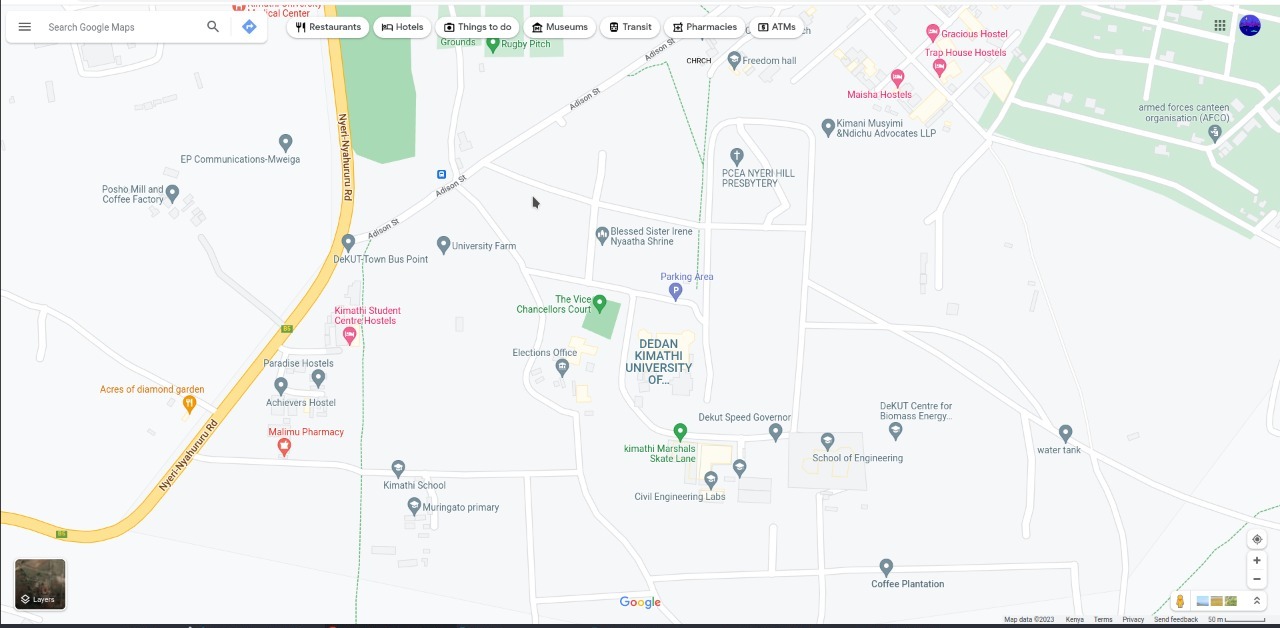 Kimathi University
Medical Center
Search Google Maps
Restaurants
Hotels
Things to do
Museums
Transit
Pharmacies
ATMs
Grounds
Rugby Pitch
Adison St
CHRCH
Freedom hall
Gracious Hostel
Trap House Hostels
Maisha Hostels
armed forces canteen
organisation (AFCO)
Adison St
Nyeri-Nyahururu Rd
Kimani Musyimi
&Ndichu Advocates LLP
EP Communications-Mweiga
PCEA NYERI HILL
PRESBYTERY
Posho Mill and
Coffee Factory
Adison St
Adison St
Blessed Sister Irene
Nyaatha Shrine
University Farm
DeKUT-Town Bus Point
Parking Area
P
The Vice
Chancellors Court
Kimathi Student
Centre Hostels
B5
DEDAN
KIMATHI
UNIVERSITY
OF...
Elections Office
Paradise Hostels
Acres of diamond garden
Achievers Hostel
DeKUT Centre for
Biomass Energy...
Dekut Speed Governor
Malimu Pharmacy
Nyeri-Nyahururu Rd
kimathi Marshals
Skate Lane
School of Engineering
water tank
Kimathi School
Civil Engineering Labs
Muringato primary
B5
Coffee Plantation
Layers
Google
Map data ©2023
Kenya
Terms
Privacy
Send feedback
50 m